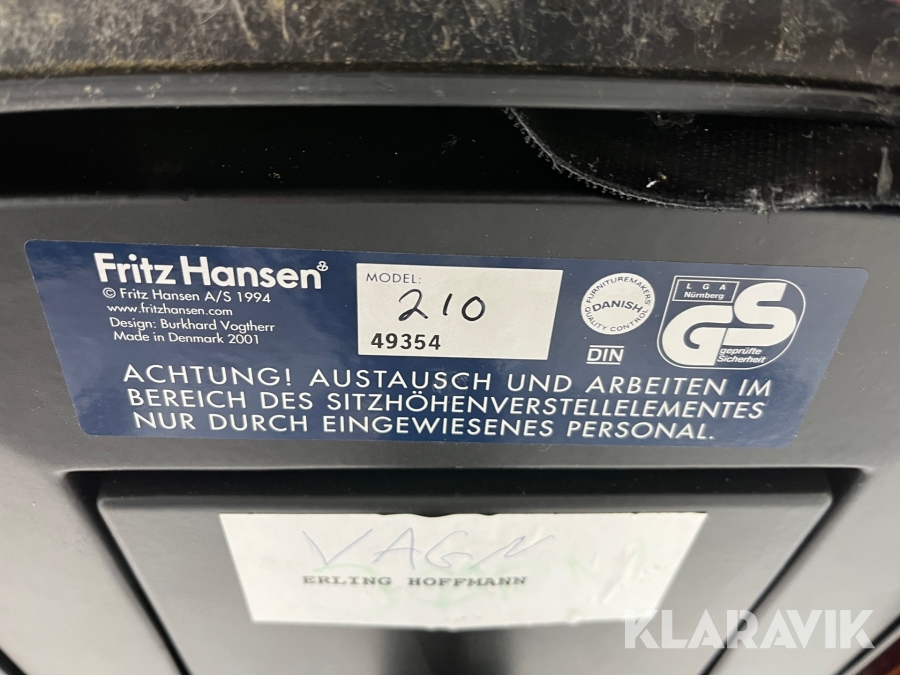 Fritz Hansen
© Fritz Hansen A/S 1994
www.fritzhansen.com
Design: Burkhard Vogtherr
Made in Denmark 2001
MODEL:
210
49354
FURNITUREMAKERS'
DANISH
QUALITY CONTROL
DIN
LGA
Nürnberg
GS
geprüfte
Sicherheit
ACHTUNG! AUSTAUSCH UND ARBEITEN IM
BEREICH DES SITZHÖHENVERSTELLELEMENTES
NUR DURCH EINGEWIESENES PERSONAL.
VAGN
ERLING HOFFMANN
KLARAVIK